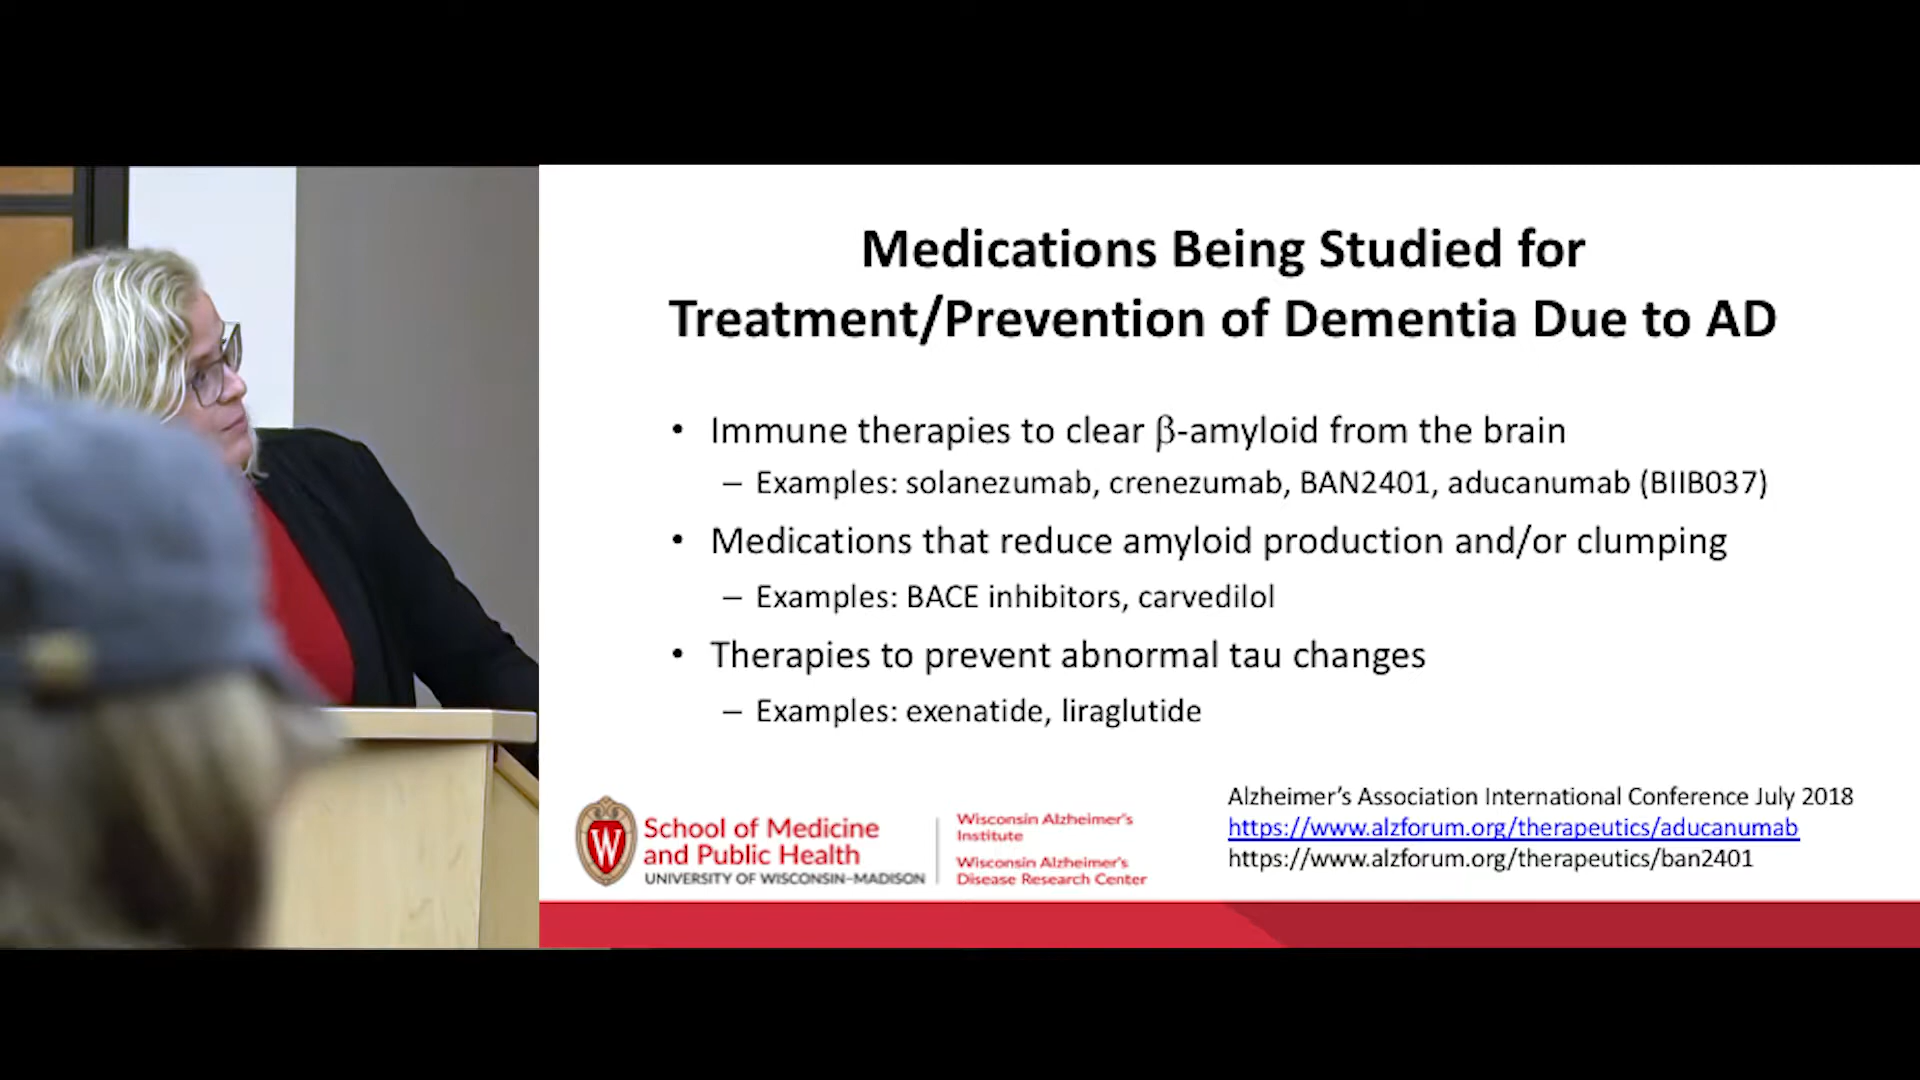 Medications Being Studied for
Treatment/Prevention of Dementia Due to AD
• Immune therapies to clear β-amyloid from the brain
– Examples: solanezumab, crenezumab, BAN2401, aducanumab (BIIB037)
• Medications that reduce amyloid production and/or clumping
– Examples: BACE inhibitors, carvedilol
• Therapies to prevent abnormal tau changes
– Examples: exenatide, liraglutide
W
School of Medicine
and Public Health
UNIVERSITY OF WISCONSIN–MADISON
Wisconsin Alzheimer's
Institute
Wisconsin Alzheimer's
Disease Research Center
Alzheimer's Association International Conference July 2018
https://www.alzforum.org/therapeutics/aducanumab
https://www.alzforum.org/therapeutics/ban2401